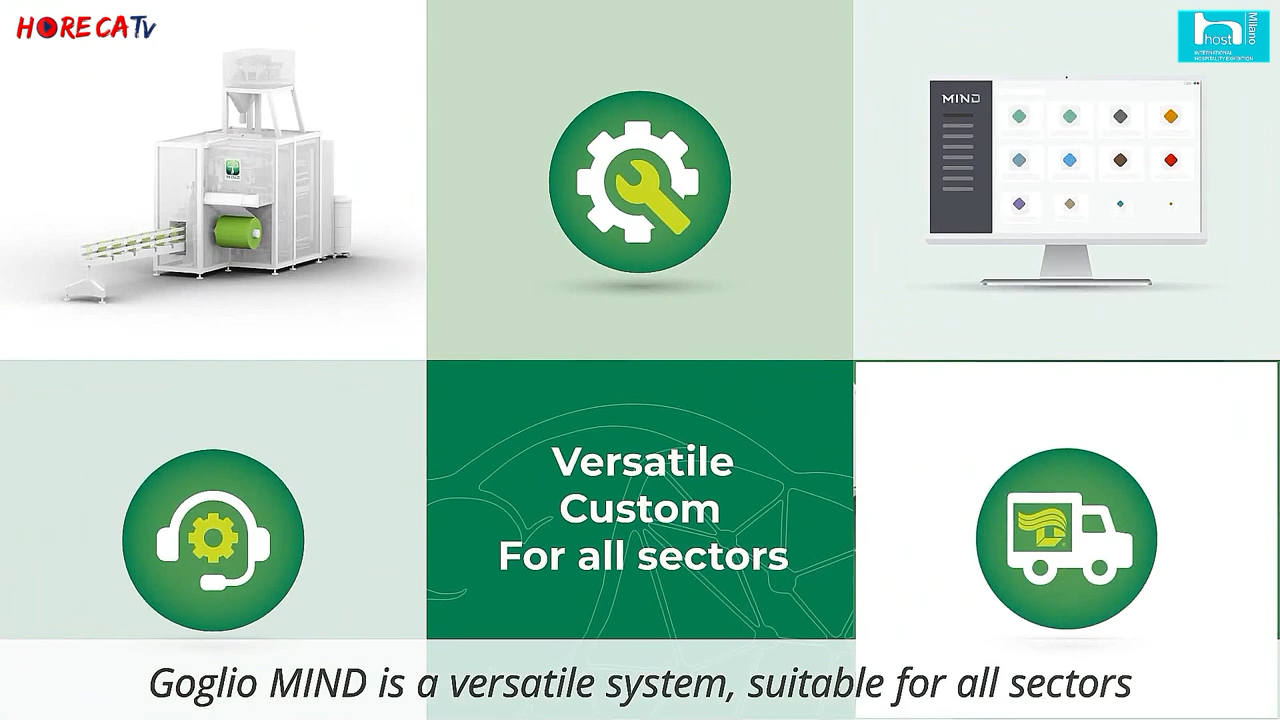 HORECATV
host
Milano
INTERNATIONAL
HOSPITALITY EXHIBITION
MIND
Versatile
Custom
For all sectors
Goglio MIND is a versatile system, suitable for all sectors